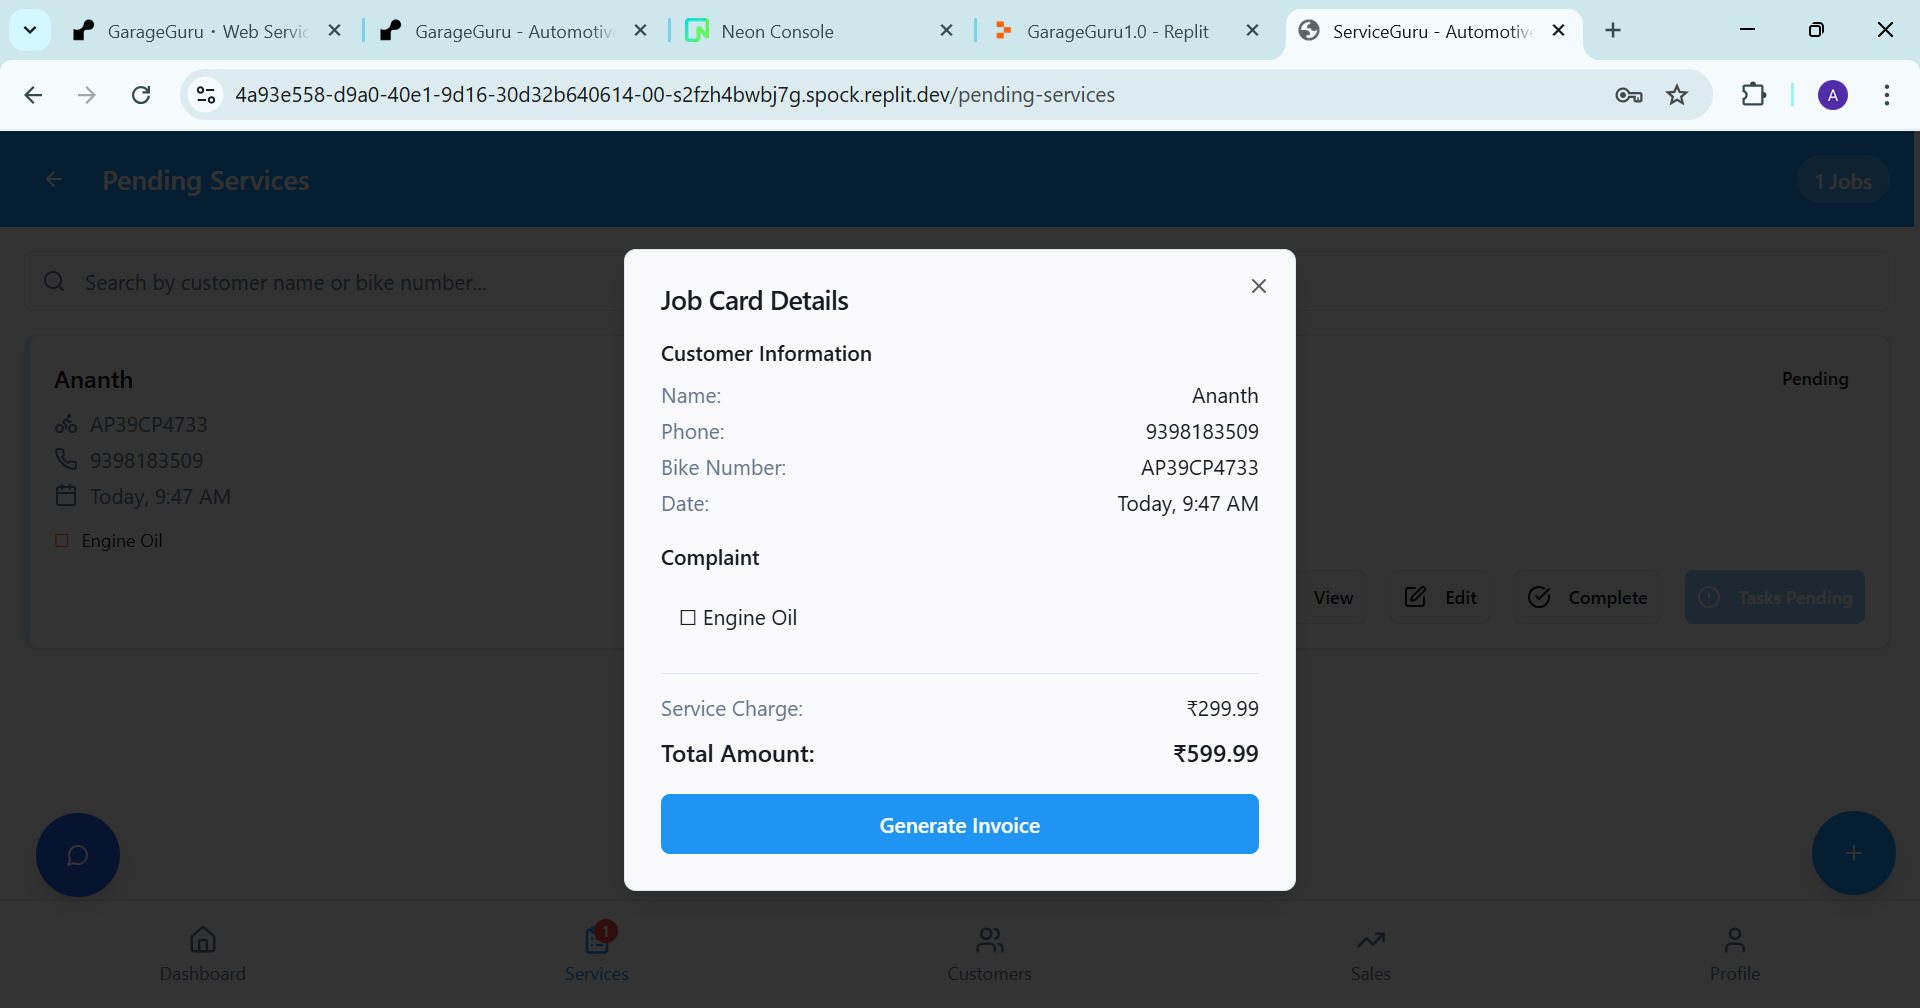 GarageGuru · Web Servic
GarageGuru - Automotiv
Neon Console
GarageGuru1.0 - Replit
ServiceGuru - Automotive
4a93e558-d9a0-40e1-9d16-30d32b640614-00-s2fzh4bwbj7g.spock.replit.dev/pending-services
A
Pending Services
1 Jobs
Search by customer name or bike number...
Ananth
Pending
AP39CP4733
9398183509
Today, 9:47 AM
Engine Oil
View
Edit
Complete
Tasks Pending
Job Card Details
Customer Information
Name: Ananth
Phone: 9398183509
Bike Number: AP39CP4733
Date: Today, 9:47 AM
Complaint
☐ Engine Oil
Service Charge: ₹299.99
Total Amount: ₹599.99
Generate Invoice
1
Dashboard
Services
Customers
Sales
Profile